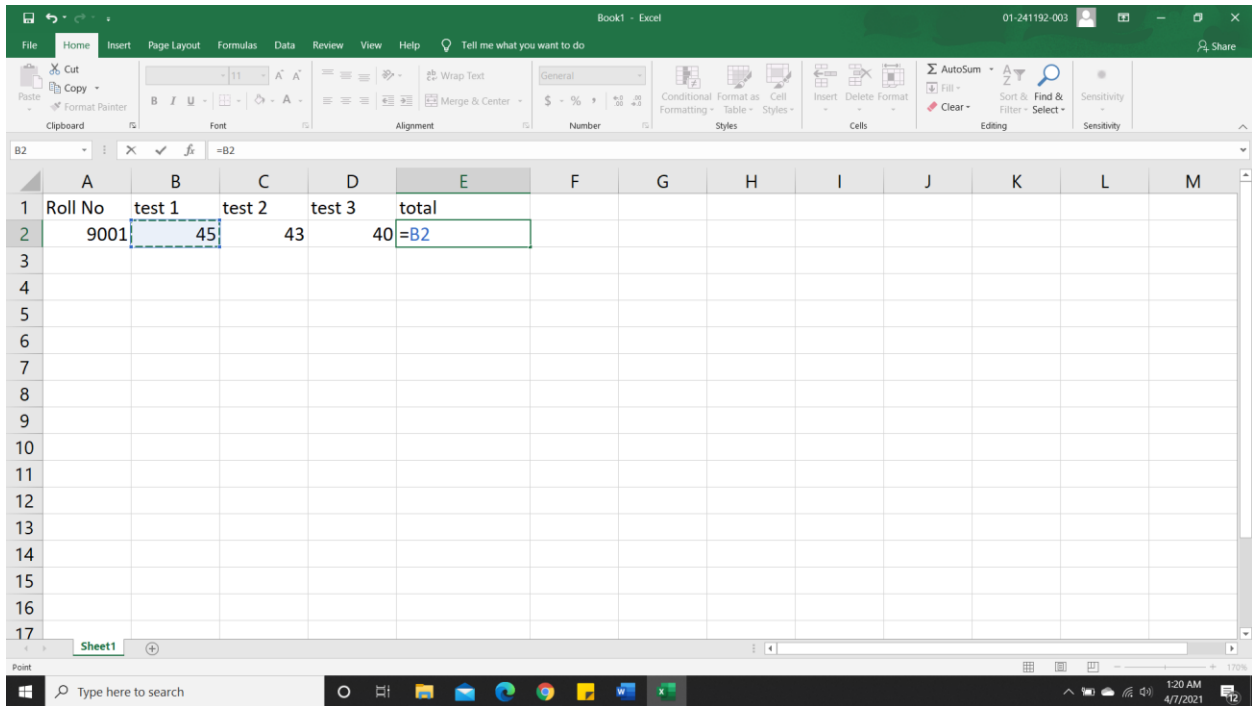 Book1 - Excel 01-241192-003
File Home Insert Page Layout Formulas Data Review View Help Tell me what you want to do Share
Paste Cut Copy Format Painter
Clipboard
11 A A B I U A
Font
Wrap Text Merge & Center
Alignment
General $ % ,
Number
Conditional Formatting Format as Table Cell Styles
Styles
Insert Delete Format
Cells
Σ AutoSum Fill Clear Sort & Filter Find & Select
Editing
Sensitivity
Sensitivity
B2 fx =B2
A B C D E F G H I J K L M
1 Roll No test 1 test 2 test 3 total
2 9001 45 43 40 =B2
3
4
5
6
7
8
9
10
11
12
13
14
15
16
17
Sheet1
Point 170%
Type here to search 1:20 AM
4/7/2021 12